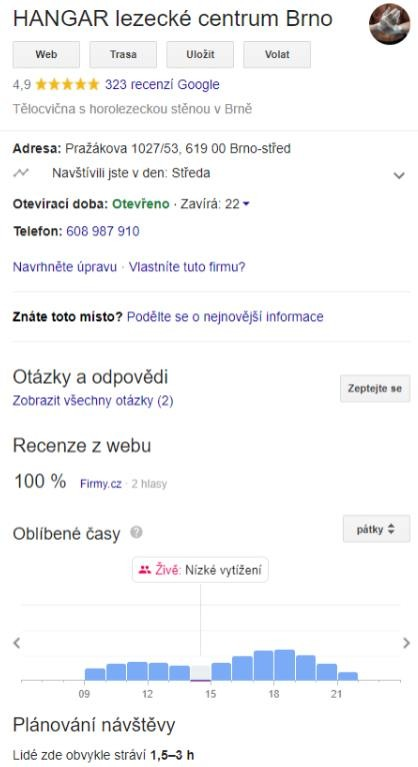 HANGAR lezecké centrum Brno
Web Trasa Uložit Volat
4,9 323 recenzí Google
Tělocvična s horolezeckou stěnou v Brně
Adresa: Pražákova 1027/53, 619 00 Brno-střed
Navštívili jste v den: Středa
Otevírací doba: Otevřeno · Zavírá: 22
Telefon: 608 987 910
Navrhněte úpravu · Vlastníte tuto firmu?
Znáte toto místo? Podělte se o nejnovější informace
Otázky a odpovědi
Zeptejte se
Zobrazit všechny otázky (2)
Recenze z webu
100 % Firmy.cz · 2 hlasy
Oblíbené časy ?
pátky
Živě: Nízké vytížení
09 12 15 18 21
Plánování návštěvy
Lidé zde obvykle stráví 1,5–3 h